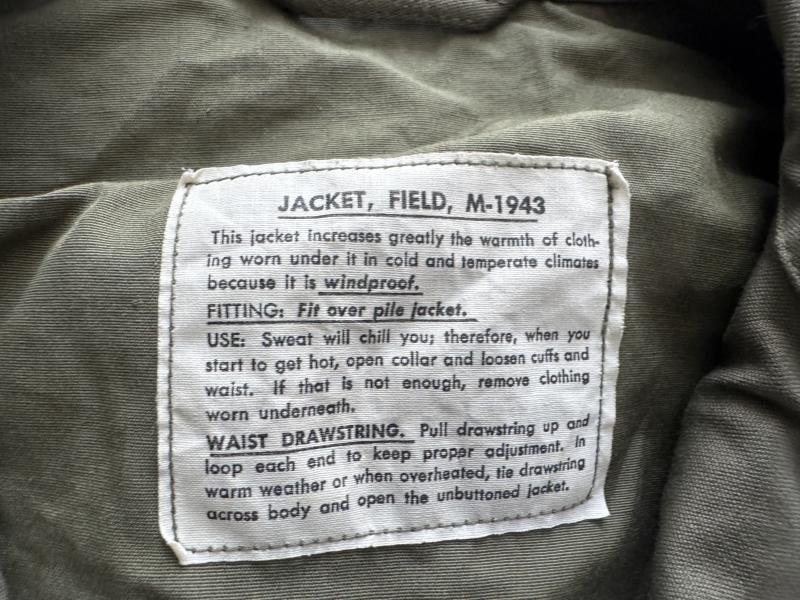 JACKET, FIELD, M-1943
This jacket increases greatly the warmth of cloth-
ing worn under it in cold and temperate climates
because it is windproof.
FITTING: Fit over pile jacket.
USE: Sweat will chill you; therefore, when you
start to get hot, open collar and loosen cuffs and
waist. If that is not enough, remove clothing
worn underneath.
WAIST DRAWSTRING. Pull drawstring up and
loop each end to keep proper adjustment. In
warm weather or when overheated, tie drawstring
across body and open the unbuttoned jacket.